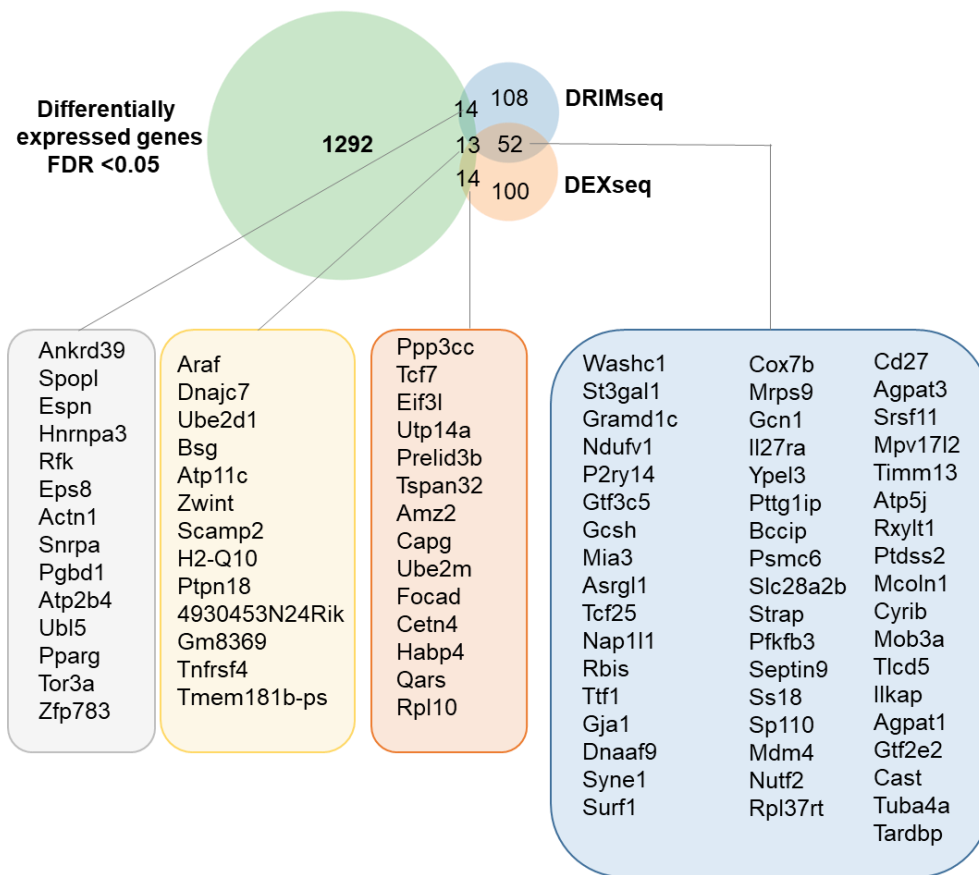 Differentially
expressed genes
FDR <0.05
1292
14
108
DRIMseq
13
52
14
100
DEXseq
Ankrd39
Spopl
Espn
Hnrnpa3
Rfk
Eps8
Actn1
Snrpa
Pgbd1
Atp2b4
Ubl5
Pparg
Tor3a
Zfp783
Araf
Dnajc7
Ube2d1
Bsg
Atp11c
Zwint
Scamp2
H2-Q10
Ptpn18
4930453N24Rik
Gm8369
Tnfrsf4
Tmem181b-ps
Ppp3cc
Tcf7
Eif3l
Utp14a
Prelid3b
Tspan32
Amz2
Capg
Ube2m
Focad
Cetn4
Habp4
Qars
Rpl10
Washc1
St3gal1
Gramd1c
Ndufv1
P2ry14
Gtf3c5
Gcsh
Mia3
Asrgl1
Tcf25
Nap1l1
Rbis
Ttf1
Gja1
Dnaaf9
Syne1
Surf1
Cox7b
Mrps9
Gcn1
Il27ra
Ypel3
Pttg1ip
Bccip
Psmc6
Slc28a2b
Strap
Pfkfb3
Septin9
Ss18
Sp110
Mdm4
Nutf2
Rpl37rt
Cd27
Agpat3
Srsf11
Mpv17l2
Timm13
Atp5j
Rxylt1
Ptdss2
Mcoln1
Cyrib
Mob3a
Tlcd5
Ilkap
Agpat1
Gtf2e2
Cast
Tuba4a
Tardbp